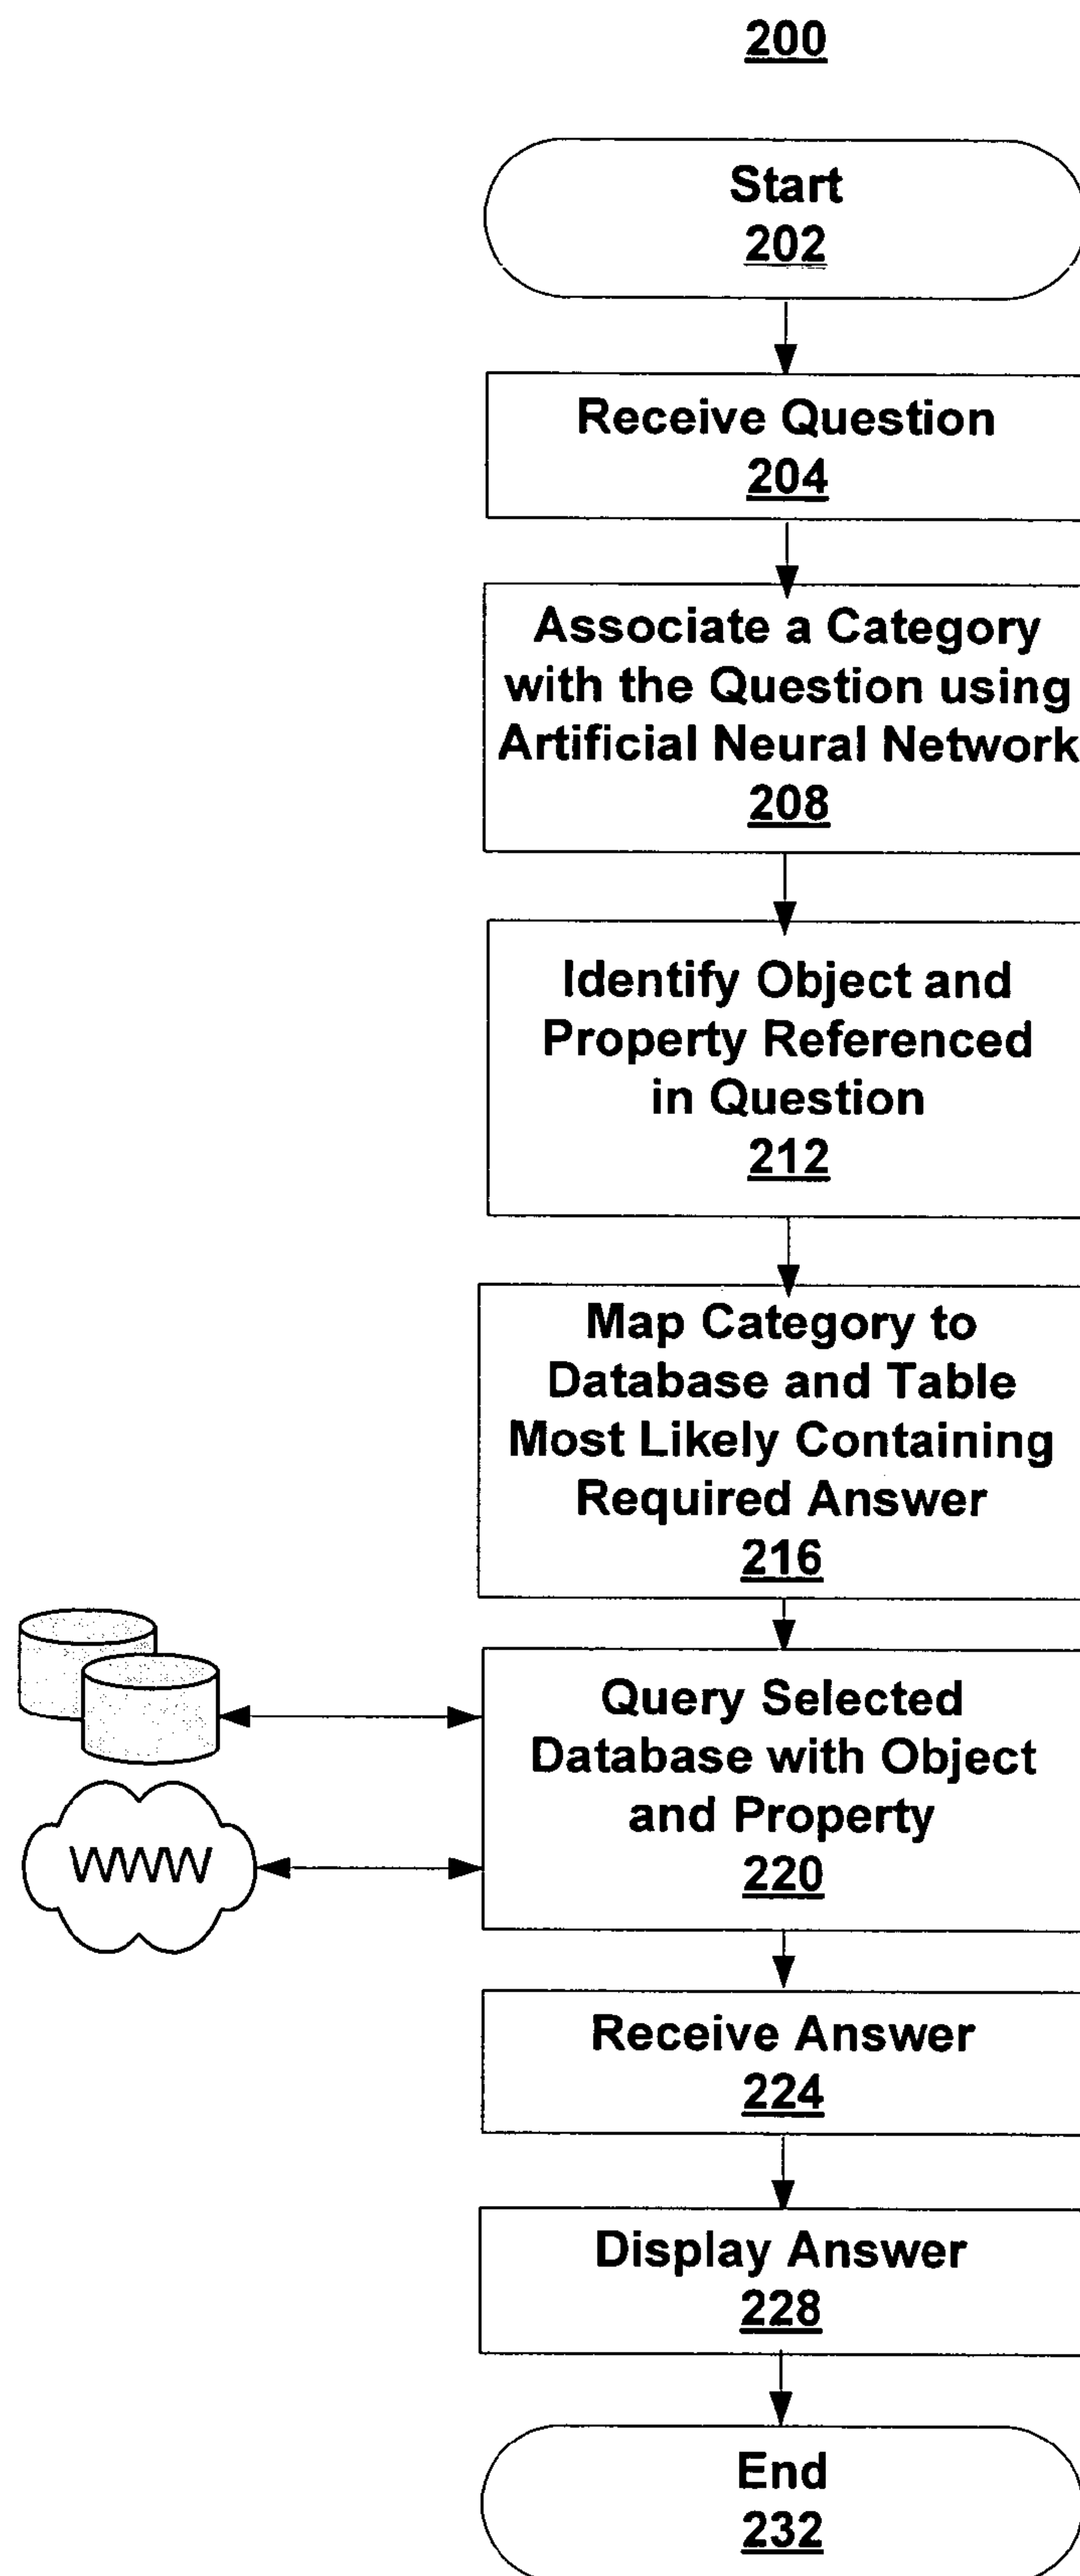 200
Start
202
Receive Question
204
Associate a Category
with the Question using
Artificial Neural Network
208
Identify Object and
Property Referenced
in Question
212
Map Category to
Database and Table
Most Likely Containing
Required Answer
216
Query Selected
Database with Object
and Property
220
WWW
Receive Answer
224
Display Answer
228
End
232